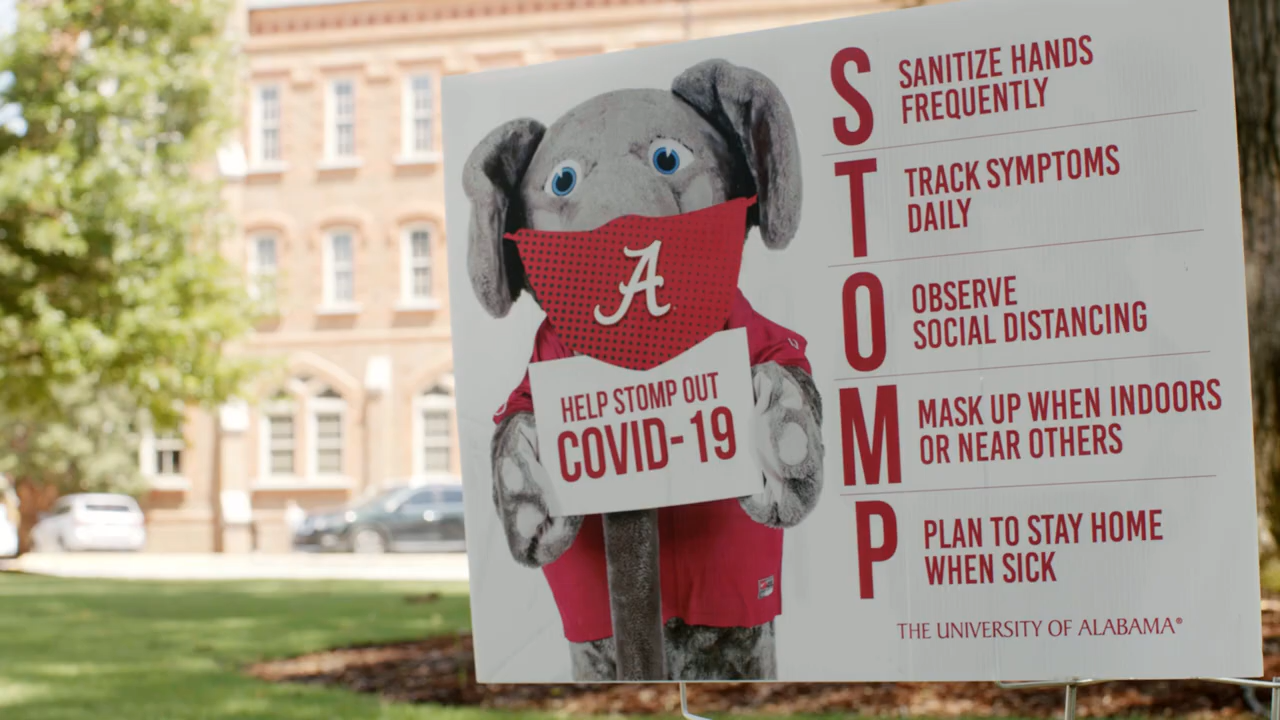 A
HELP STOMP OUT
COVID-19
S
SANITIZE HANDS
FREQUENTLY
T
TRACK SYMPTOMS
DAILY
O
OBSERVE
SOCIAL DISTANCING
M
MASK UP WHEN INDOORS
OR NEAR OTHERS
P
PLAN TO STAY HOME
WHEN SICK
THE UNIVERSITY OF ALABAMA®